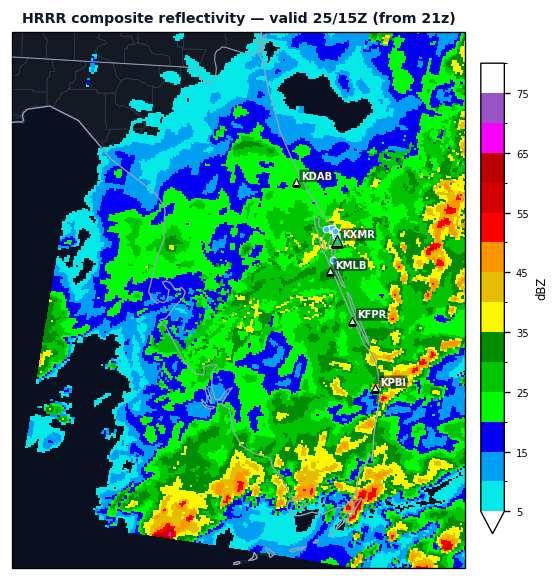 HRRR composite reflectivity — valid 25/15Z (from 21z)
KDAB
KXMR
KMLB
KFPR
KPBI
75
65
55
45
35
25
15
5
dBZ